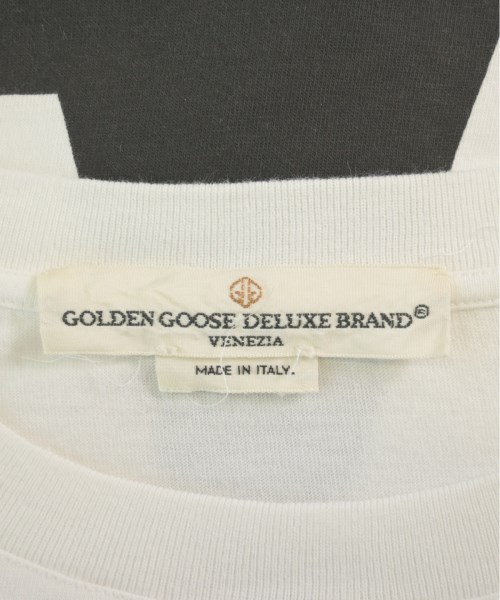 GOLDEN GOOSE DELUXE BRAND®
VENEZIA
MADE IN ITALY.